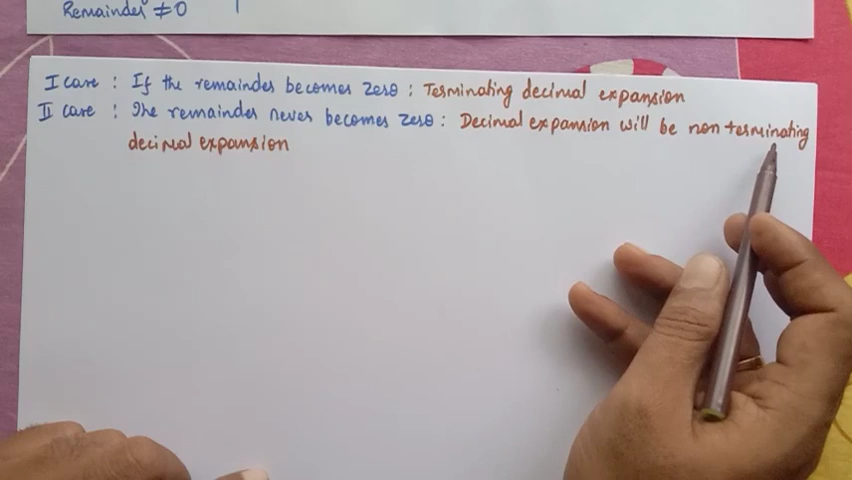 Remainder ≠0
I case : If the remainder becomes zero : Terminating decimal expansion
II case : The remainder never becomes zero : Decimal expansion will be non terminating
decimal expansion